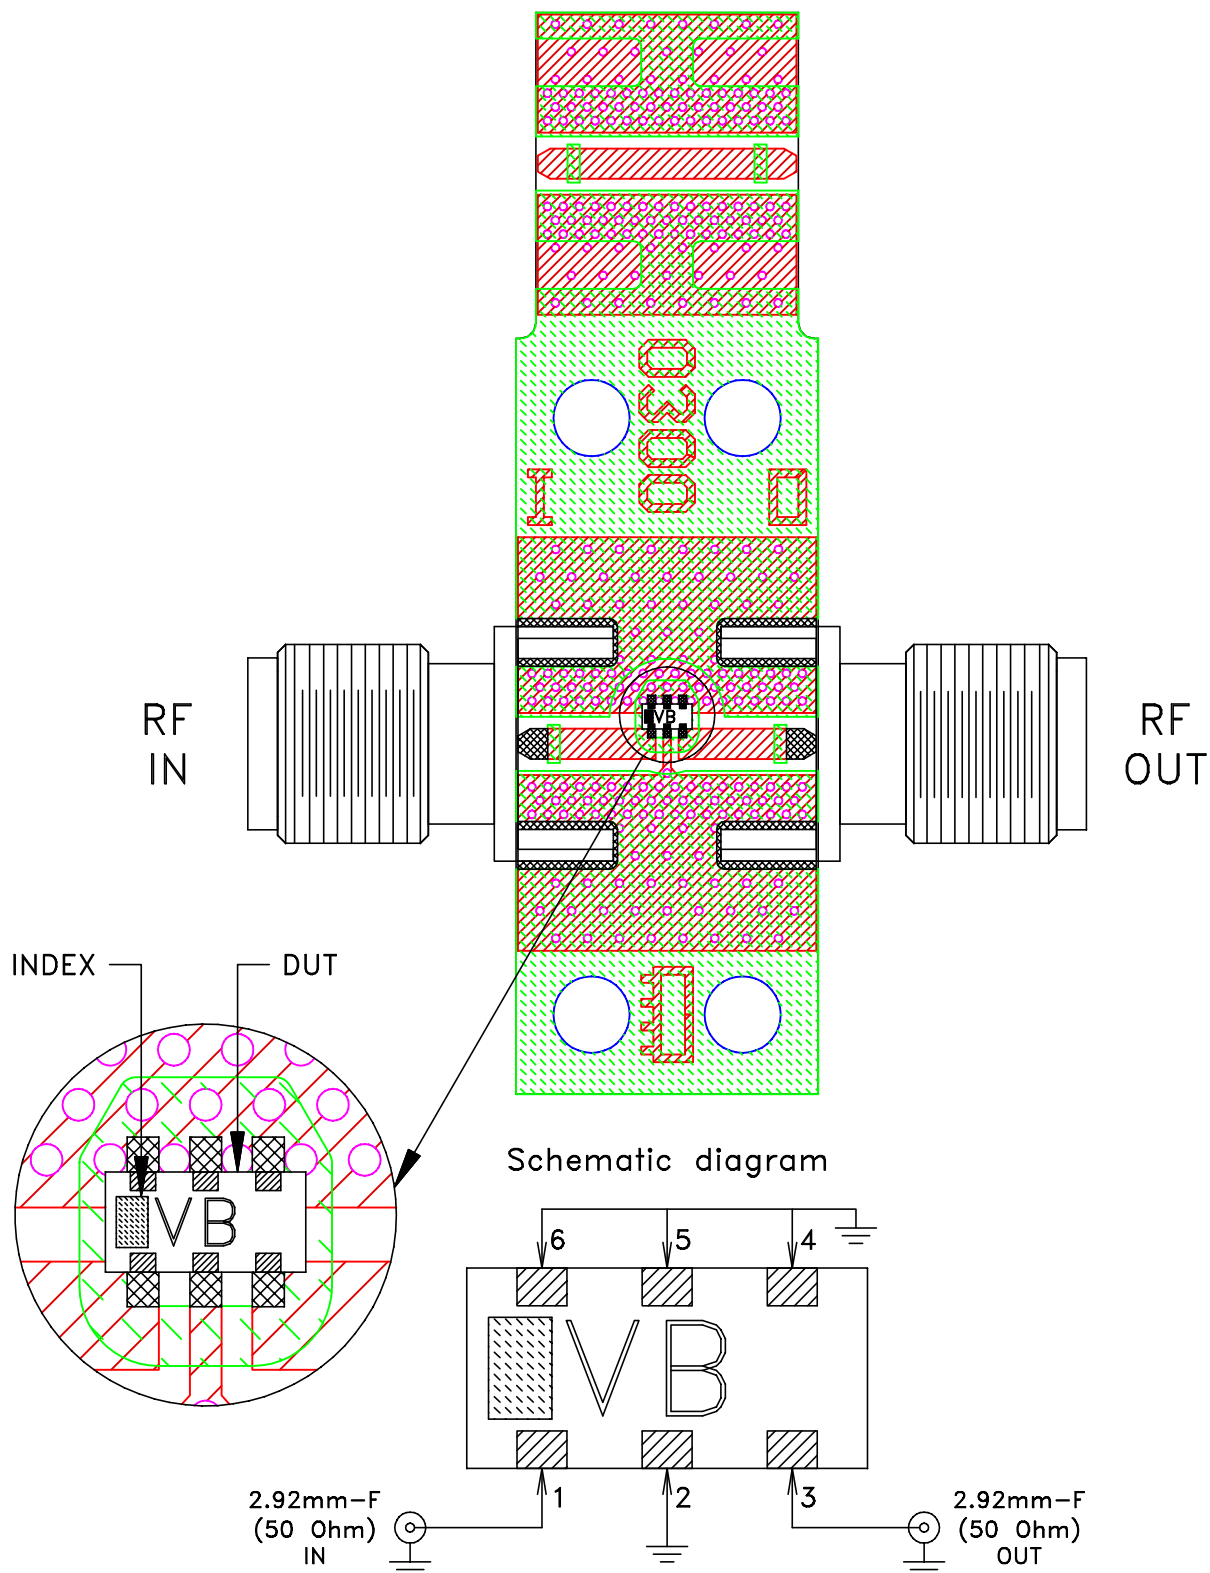 0300
I
O
RF
IN
RF
OUT
VB
INDEX
DUT
VB
Schematic diagram
6
5
4
VB
1
2
3
2.92mm-F
(50 Ohm)
IN
2.92mm-F
(50 Ohm)
OUT